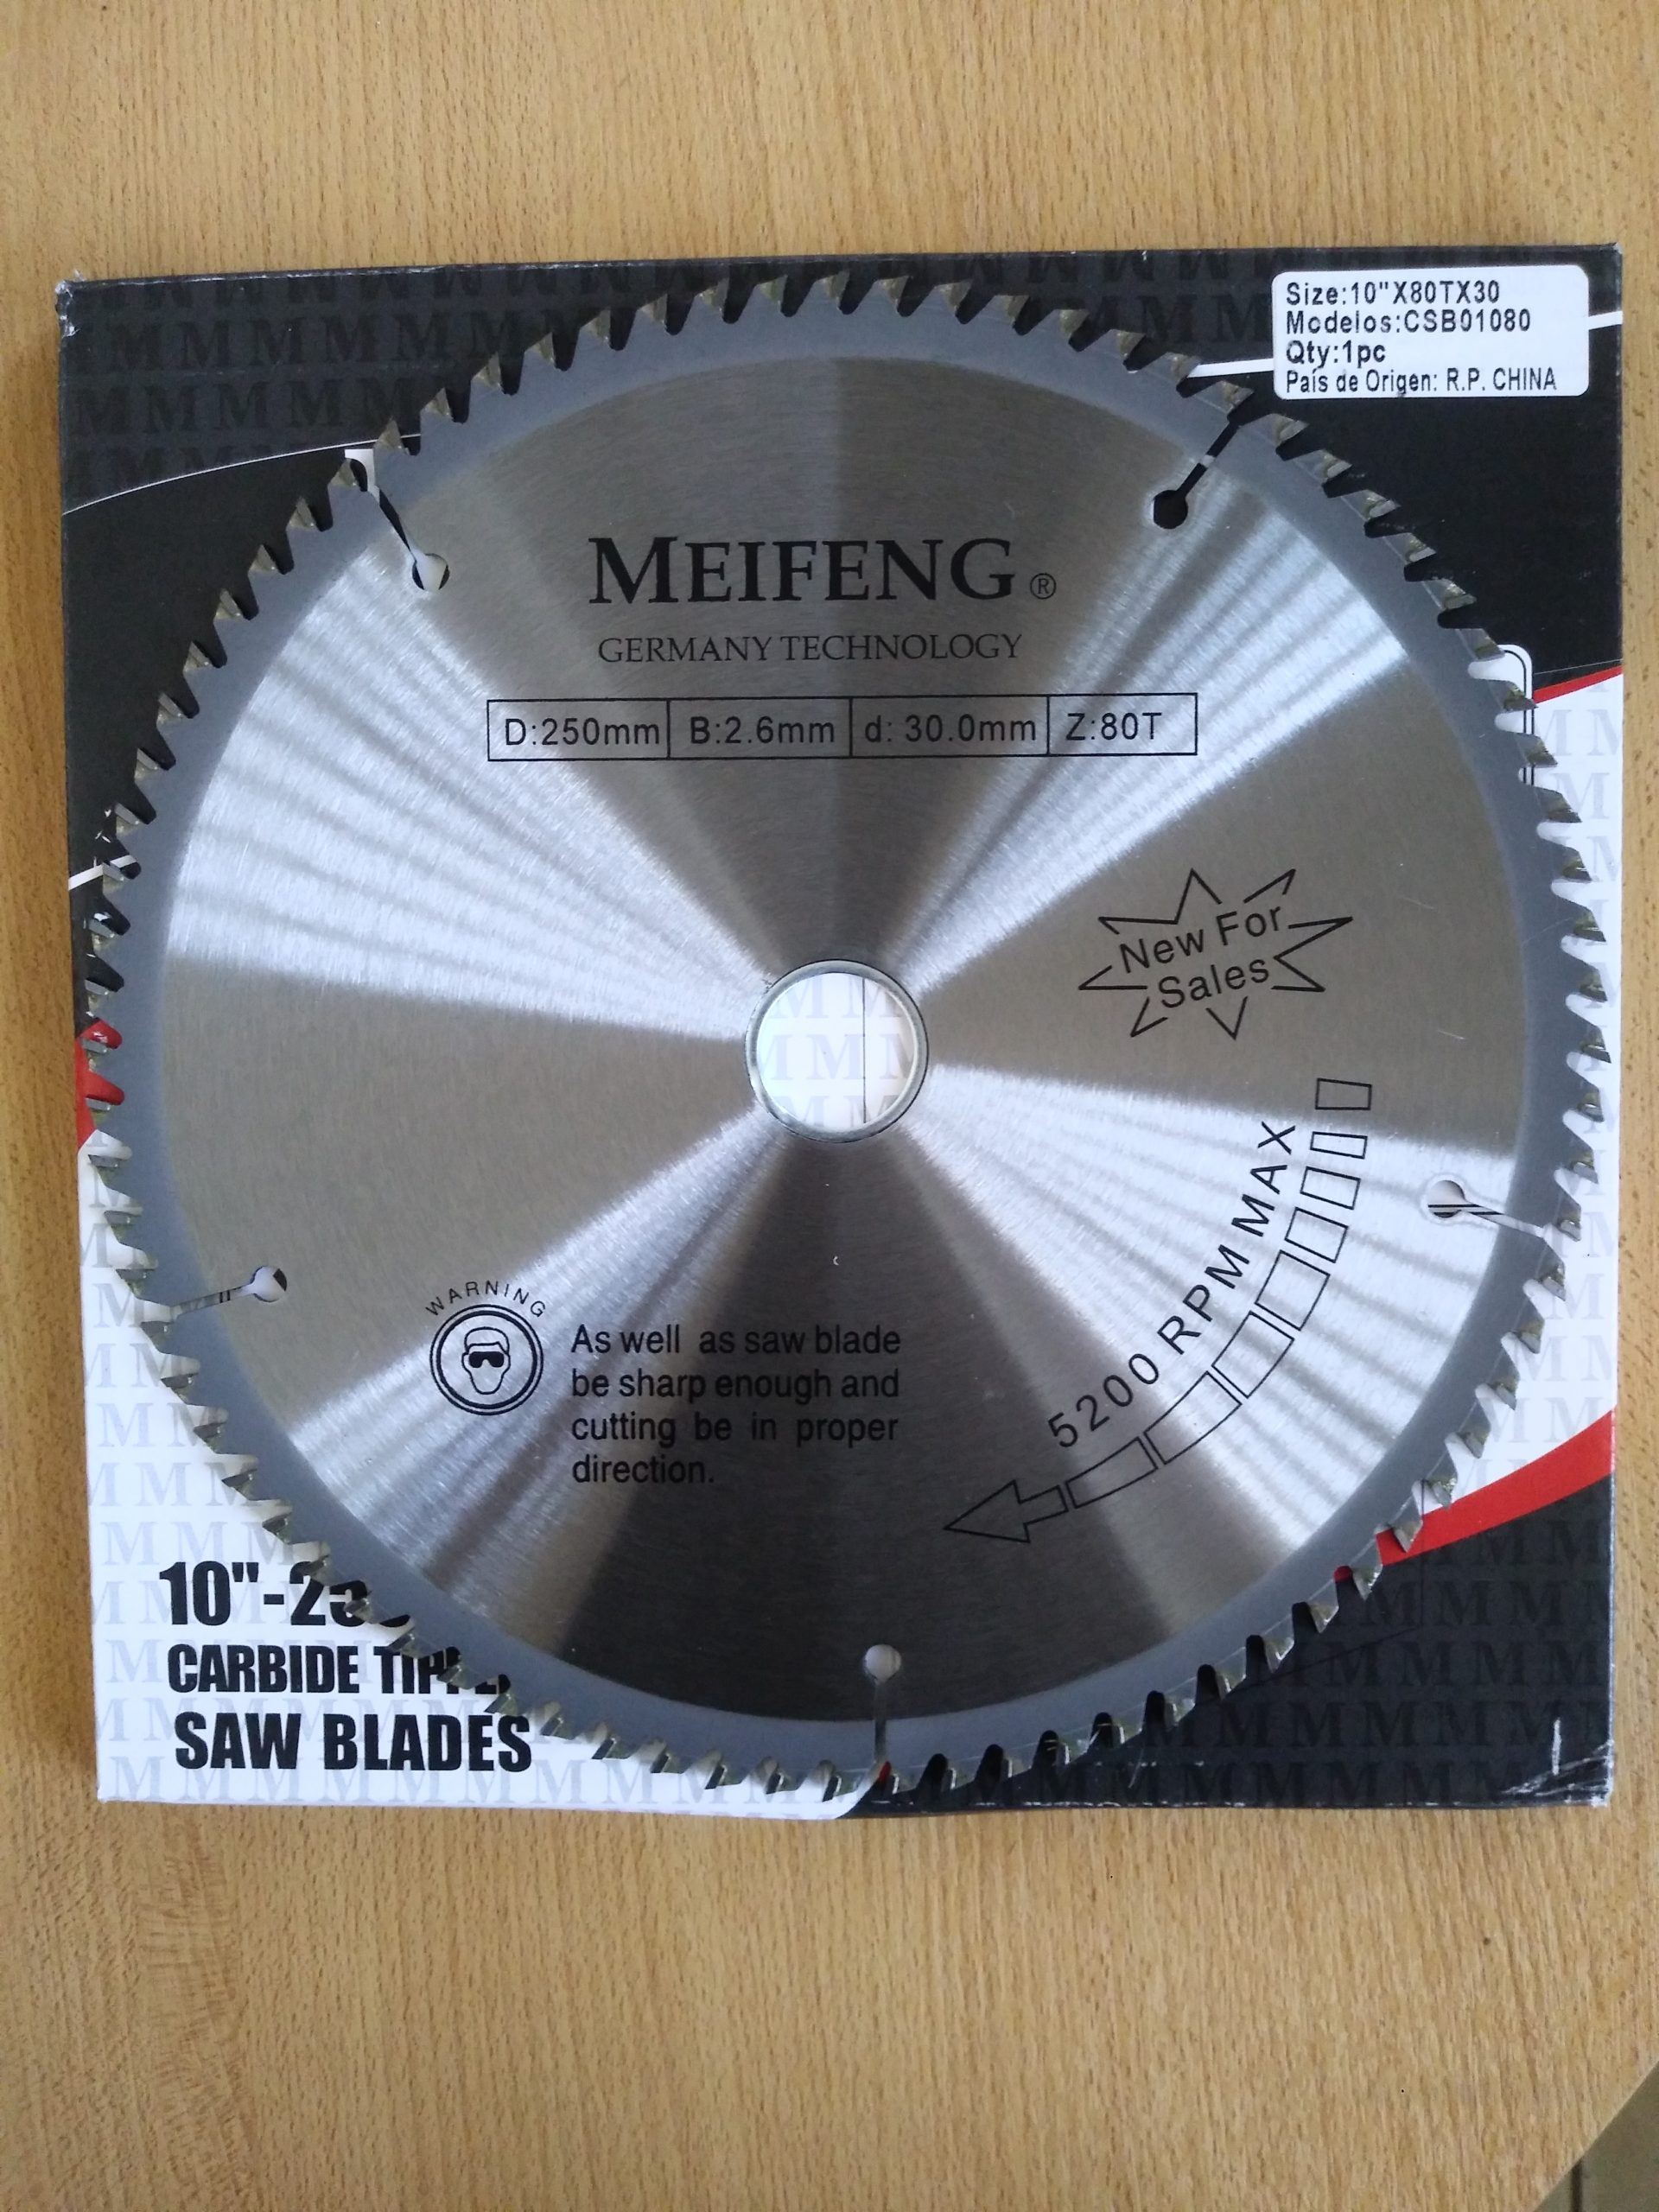 Size:10"X80TX30
Modelos:CSB01080
Qty:1pc
País de Origen: R.P. CHINA
MEIFENG®
GERMANY TECHNOLOGY
D:250mm B:2.6mm d: 30.0mm Z:80T
New For
Sales
5200 RPM MAX
WARNING
As well as saw blade
be sharp enough and
cutting be in proper
direction.
10"
CARBIDE
SAW BLADES